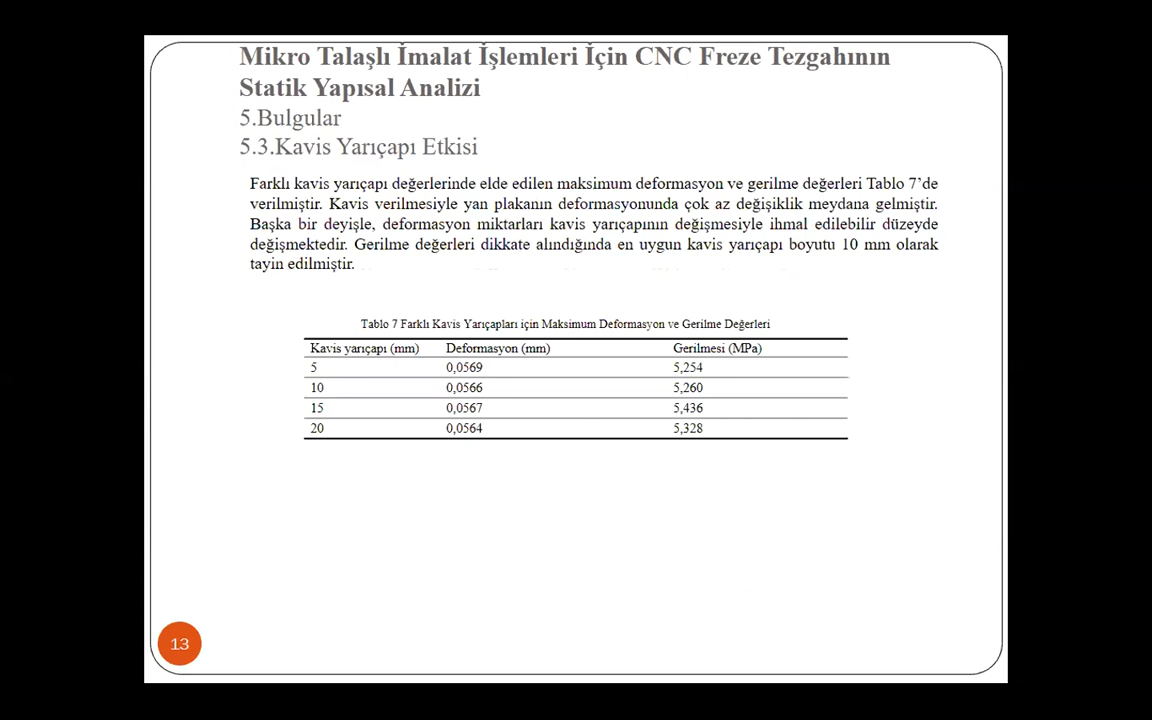 Mikro Talaşlı İmalat İşlemleri İçin CNC Freze Tezgahının
Statik Yapısal Analizi
5.Bulgular
5.3.Kavis Yarıçapı Etkisi
Farklı kavis yarıçapı değerlerinde elde edilen maksimum deformasyon ve gerilme değerleri Tablo 7’de
verilmiştir. Kavis verilmesiyle yan plakanın deformasyonunda çok az değişiklik meydana gelmiştir.
Başka bir deyişle, deformasyon miktarları kavis yarıçapının değişmesiyle ihmal edilebilir düzeyde
değişmektedir. Gerilme değerleri dikkate alındığında en uygun kavis yarıçapı boyutu 10 mm olarak
tayin edilmiştir.
Tablo 7 Farklı Kavis Yarıçapları için Maksimum Deformasyon ve Gerilme Değerleri
Kavis yarıçapı (mm) Deformasyon (mm) Gerilmesi (MPa)
5 0,0569 5,254
10 0,0566 5,260
15 0,0567 5,436
20 0,0564 5,328
13